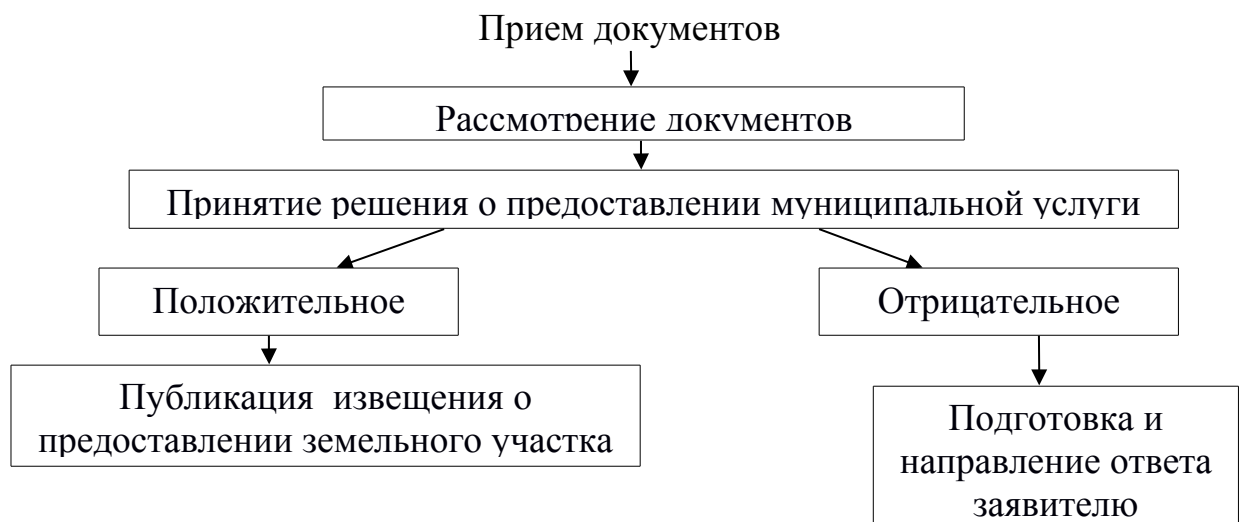 Прием документов
Рассмотрение документов
Принятие решения о предоставлении муниципальной услуги
Положительное
Отрицательное
Публикация извещения о
предоставлении земельного участка
Подготовка и
направление ответа
заявителю